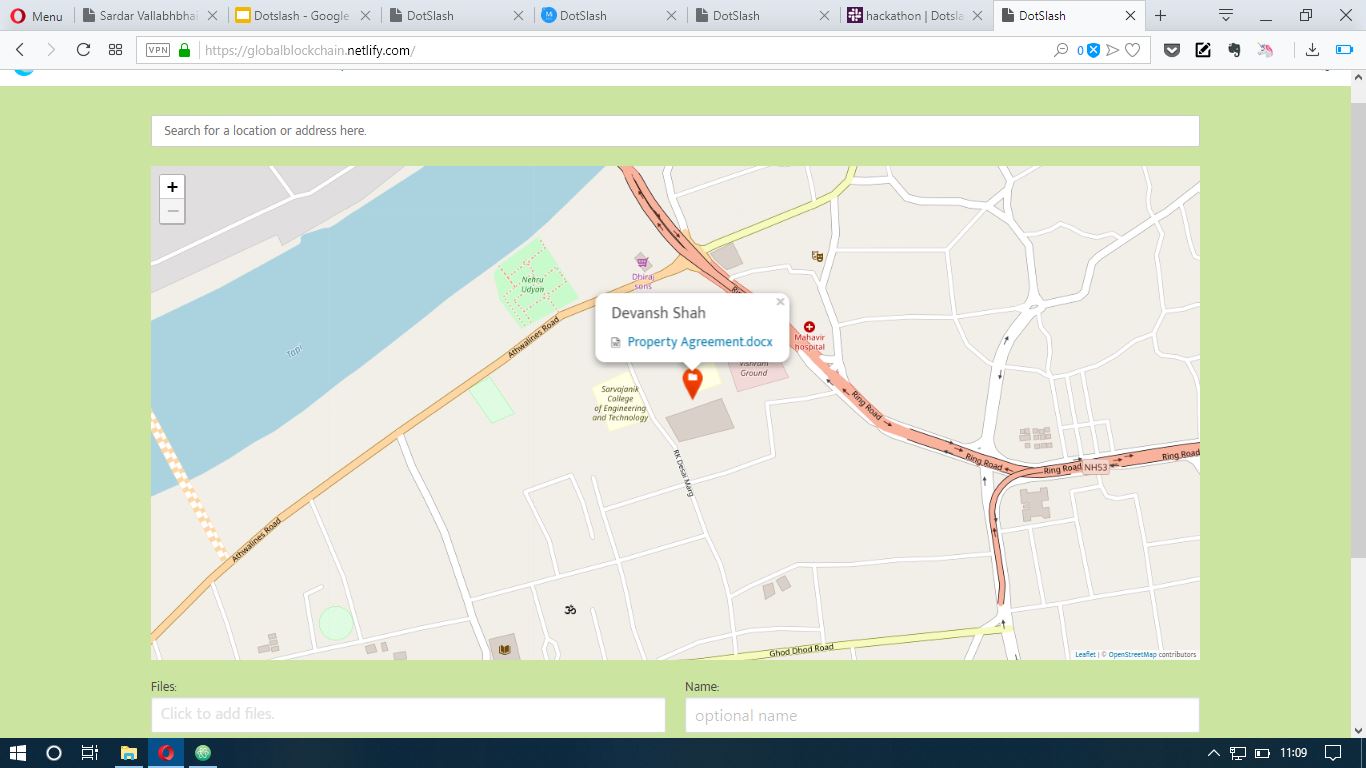 Menu
Sardar Vallabhbhai
Dotslash - Google
DotSlash
DotSlash
DotSlash
hackathon | Dotsla
DotSlash
VPN
https://globalblockchain.netlify.com/
0
Search for a location or address here.
+
−
Nehru
Udyan
Dhiraj
sons
Devansh Shah
×
Property Agreement.docx
Mahavir
hospital
Athwalines Road
Tapi
Vishram
Ground
Sarvajanik
College
of Engineering
and Technology
Ring Road
Ring Road
Ring Road
NH53
Ring Road
RK Desai Marg
Athwalines Road
ॐ
Ghod Dhod Road
Leaflet | © OpenStreetMap contributors
Files:
Name:
Click to add files.
optional name
11:09